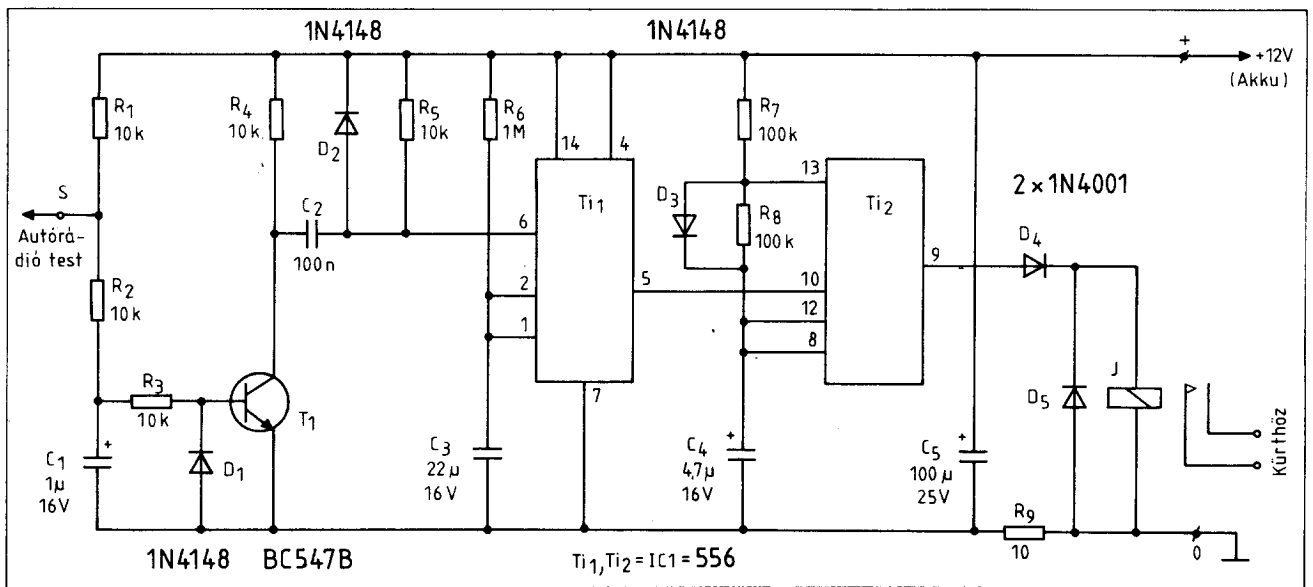 1N4148
1N4148
+
+12V
(Akku)
R1
10k
R4
10k
D2
R5
10k
R6
1M
14
4
R7
100k
13
2 × 1N4001
S
Autórá-
dió test
C2
100n
6
Ti1
D3
R8
100k
Ti2
D4
9
R2
10k
2
5
10
1
12
8
R3
10k
T1
7
D5
J
Kürthöz
C1
+
1µ
16V
D1
C3
22µ
16V
C4
+
4,7µ
16V
C5
+
100µ
25V
R9
10
0
1N4148
BC547B
Ti1, Ti2 = IC1 = 556